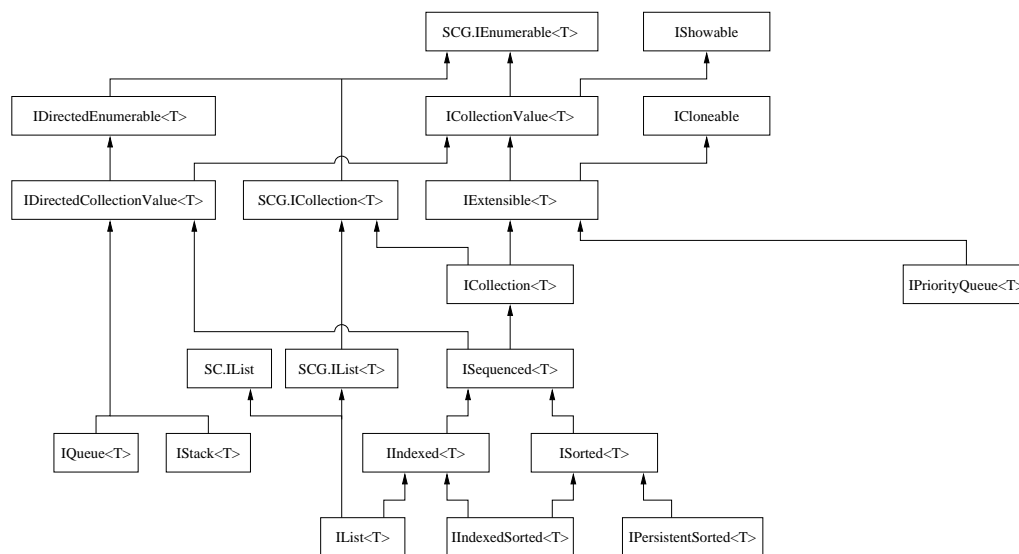 SCG.IEnumerable<T>
IShowable
IDirectedEnumerable<T>
ICollectionValue<T>
ICloneable
IDirectedCollectionValue<T>
SCG.ICollection<T>
IExtensible<T>
ICollection<T>
IPriorityQueue<T>
SC.IList
SCG.IList<T>
ISequenced<T>
IQueue<T>
IStack<T>
IIndexed<T>
ISorted<T>
IList<T>
IIndexedSorted<T>
IPersistentSorted<T>